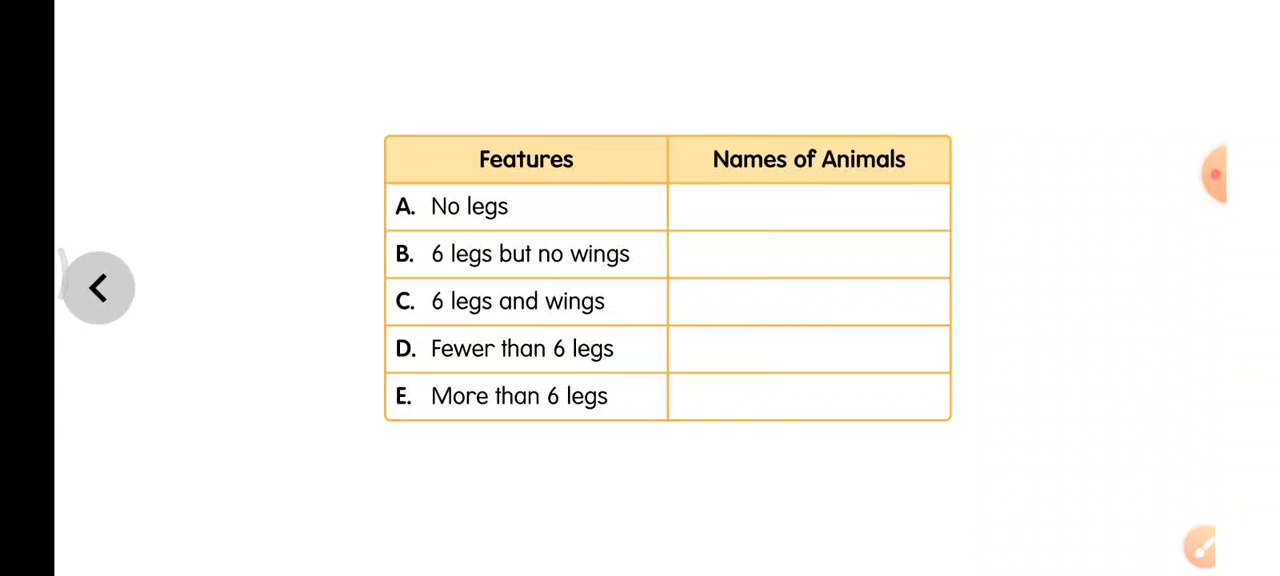 Features Names of Animals
A. No legs
B. 6 legs but no wings
C. 6 legs and wings
D. Fewer than 6 legs
E. More than 6 legs